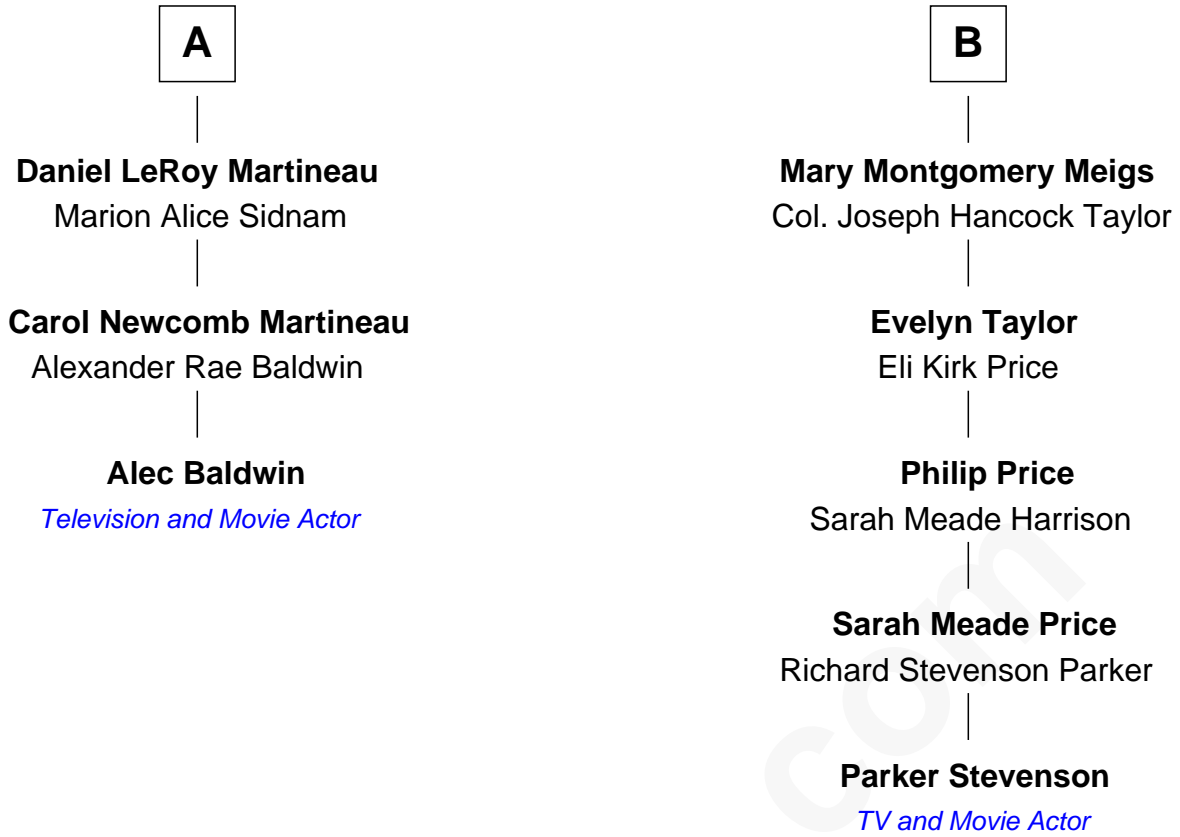 A
Daniel LeRoy Martineau
Marion Alice Sidnam
Carol Newcomb Martineau
Alexander Rae Baldwin
Alec Baldwin
Television and Movie Actor
B
Mary Montgomery Meigs
Col. Joseph Hancock Taylor
Evelyn Taylor
Eli Kirk Price
Philip Price
Sarah Meade Harrison
Sarah Meade Price
Richard Stevenson Parker
Parker Stevenson
TV and Movie Actor
com